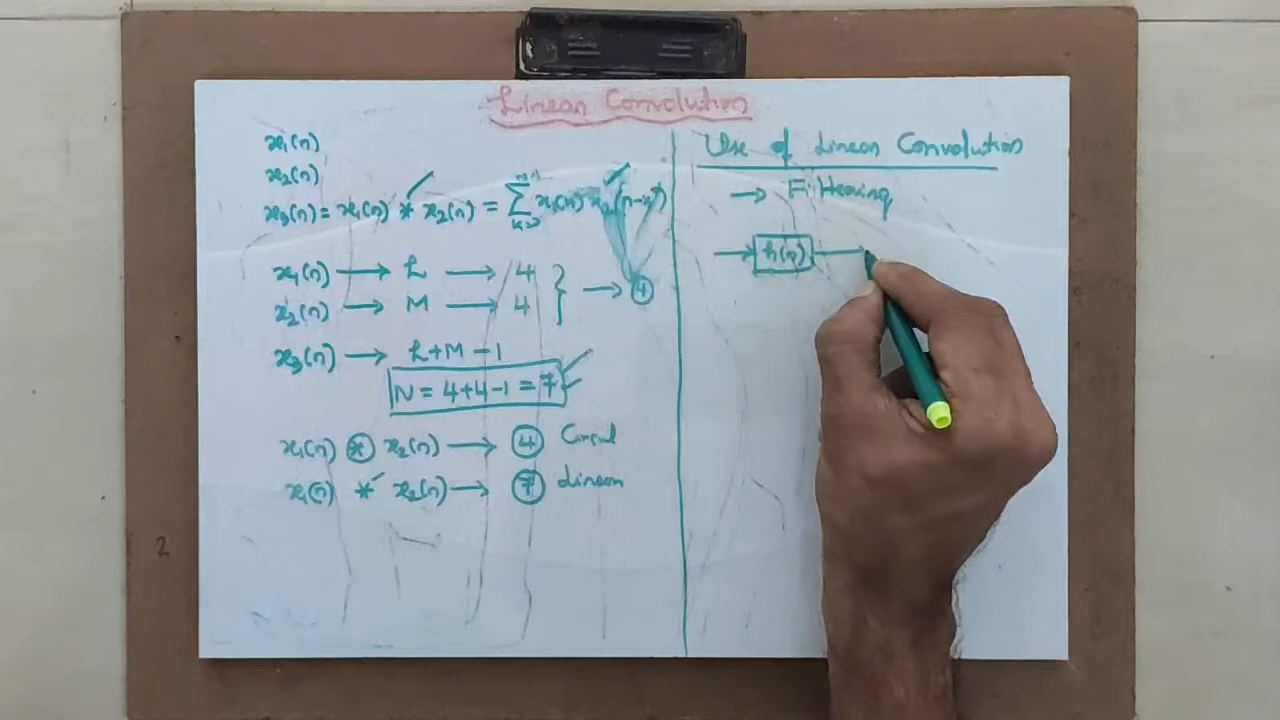 Linear Convolution
x₁(n)
x₂(n)
x₃(n) = x₁(n) * x₂(n) = Σ x₁(n) x₂(n-k)
x₁(n) → L → 4
x₂(n) → M → 4
} → 4
x₃(n) → L+M-1
N = 4+4-1 = 7
x₁(n) ⊛ x₂(n) → 4
x₁(n) * x₂(n) → 7 Linear
Use of Linear Convolution
→ Filtering
→ h(n)
2